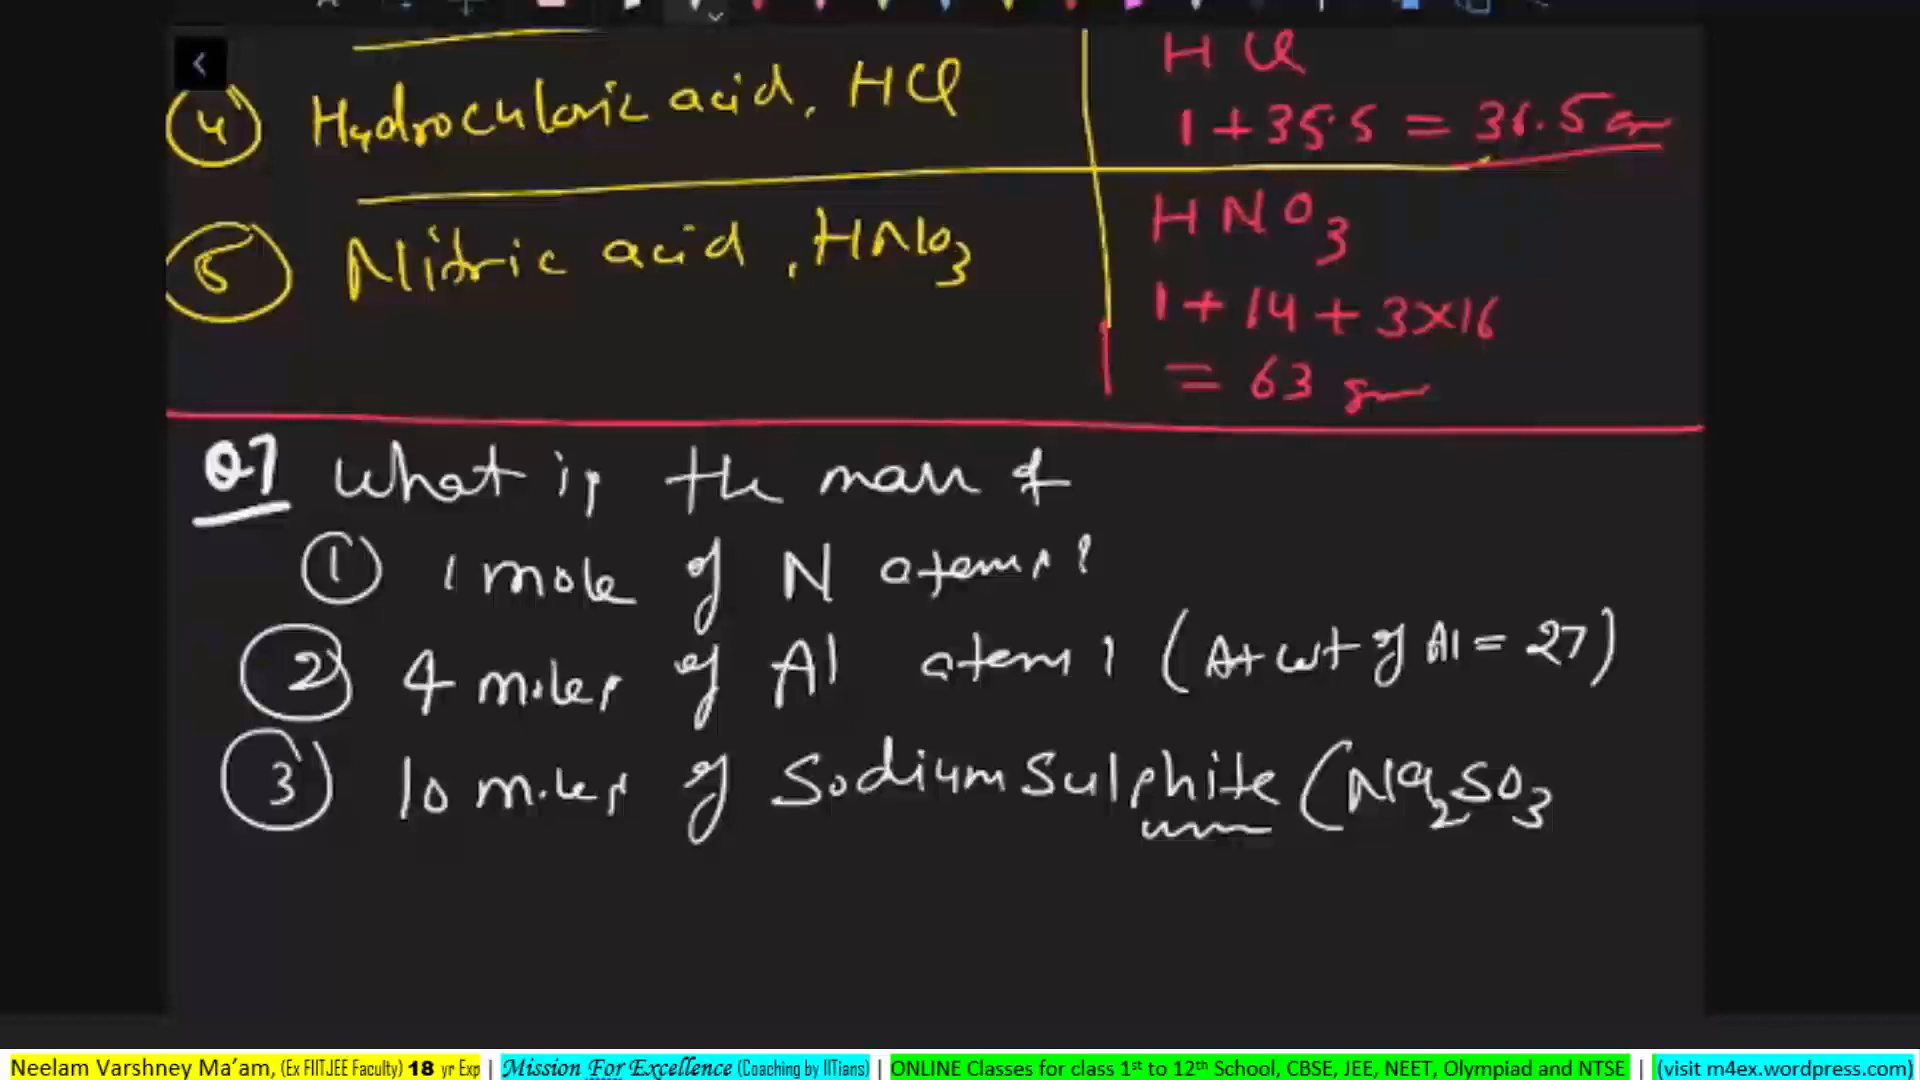 4 Hydrochloric acid, HCl
HCl
1 + 35.5 = 36.5 gm
5 Nitric acid, HNO3
HNO3
1 + 14 + 3×16
= 63 gm
Q7 What is the mass of
1 1 mole of N atoms?
2 4 moles of Al atoms (At wt of Al = 27)
3 10 moles of Sodium Sulphite (Na2SO3
Neelam Varshney Ma’am, (Ex FIITJEE Faculty) 18 yr Exp | Mission For Excellence (Coaching by IITians) | ONLINE Classes for class 1st to 12th School, CBSE, JEE, NEET, Olympiad and NTSE | (visit m4ex.wordpress.com)